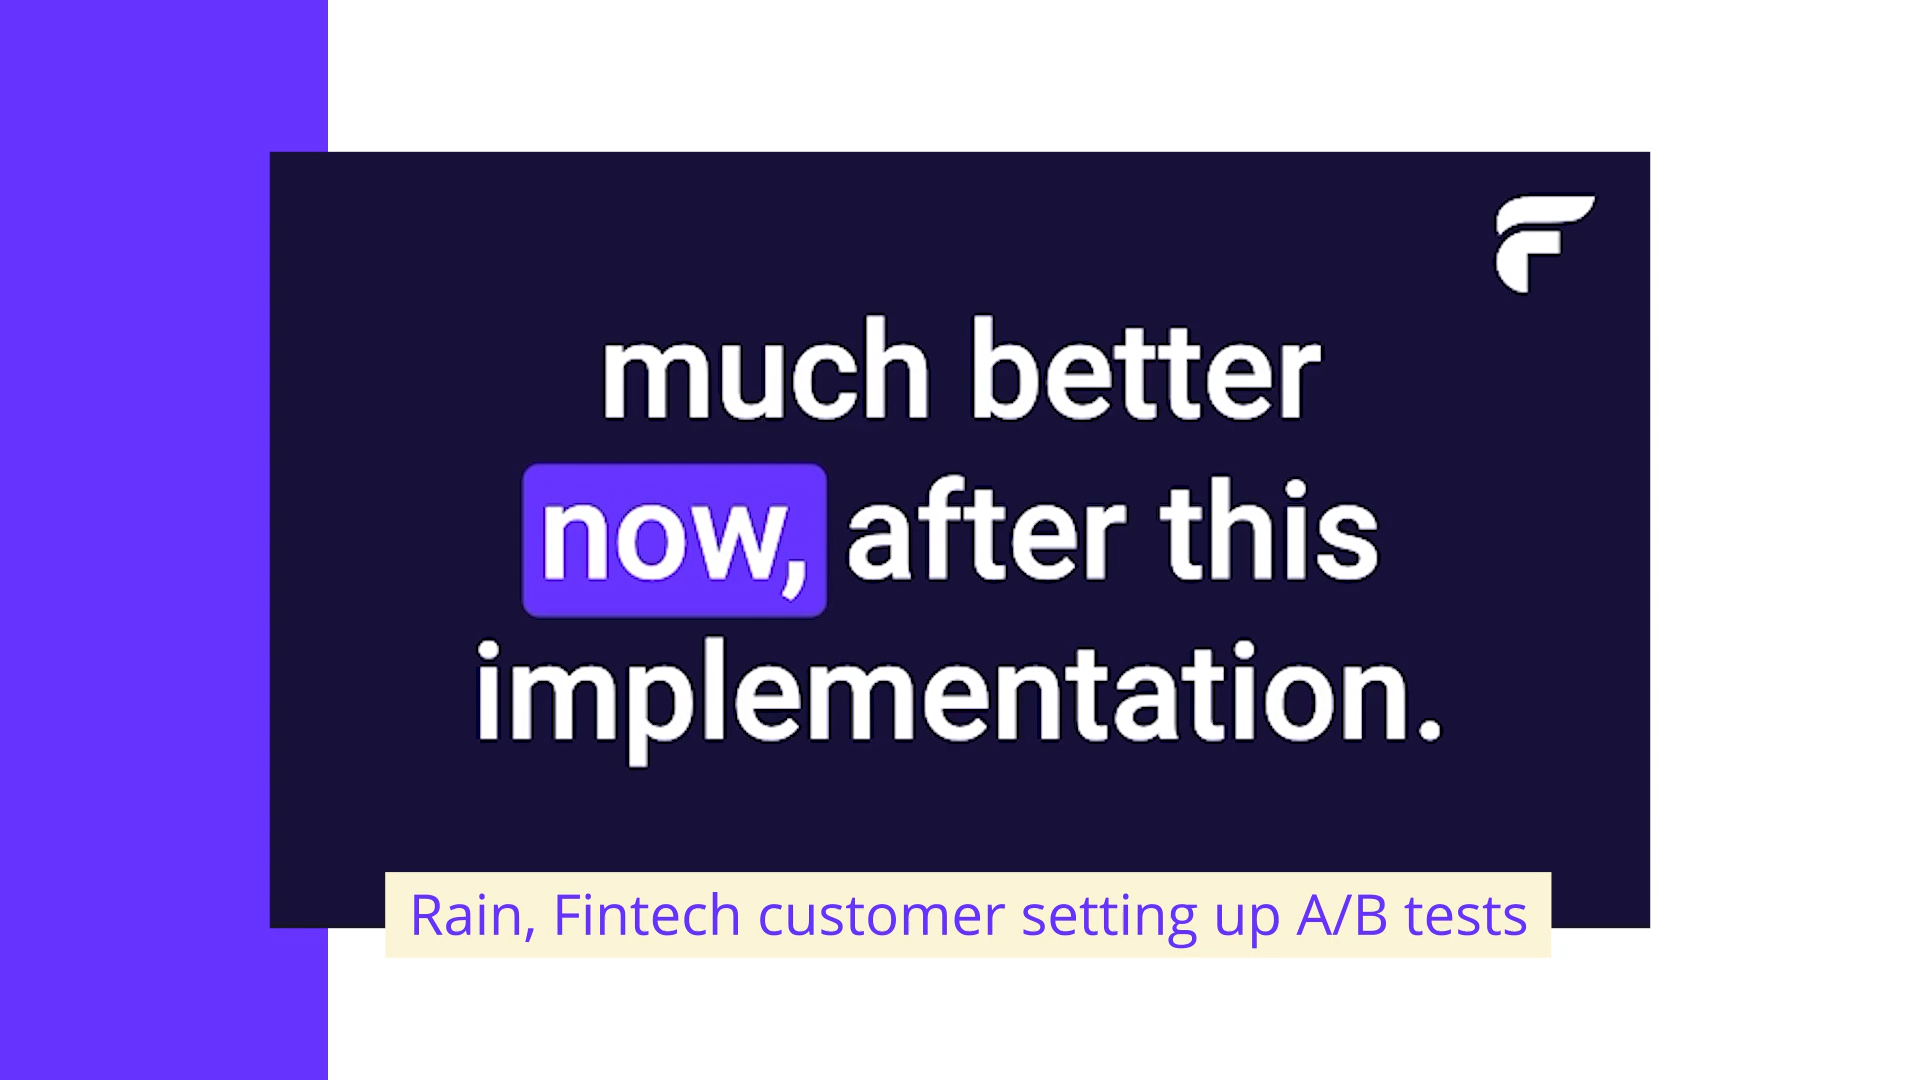 much better
now, after this
implementation.
Rain, Fintech customer setting up A/B tests